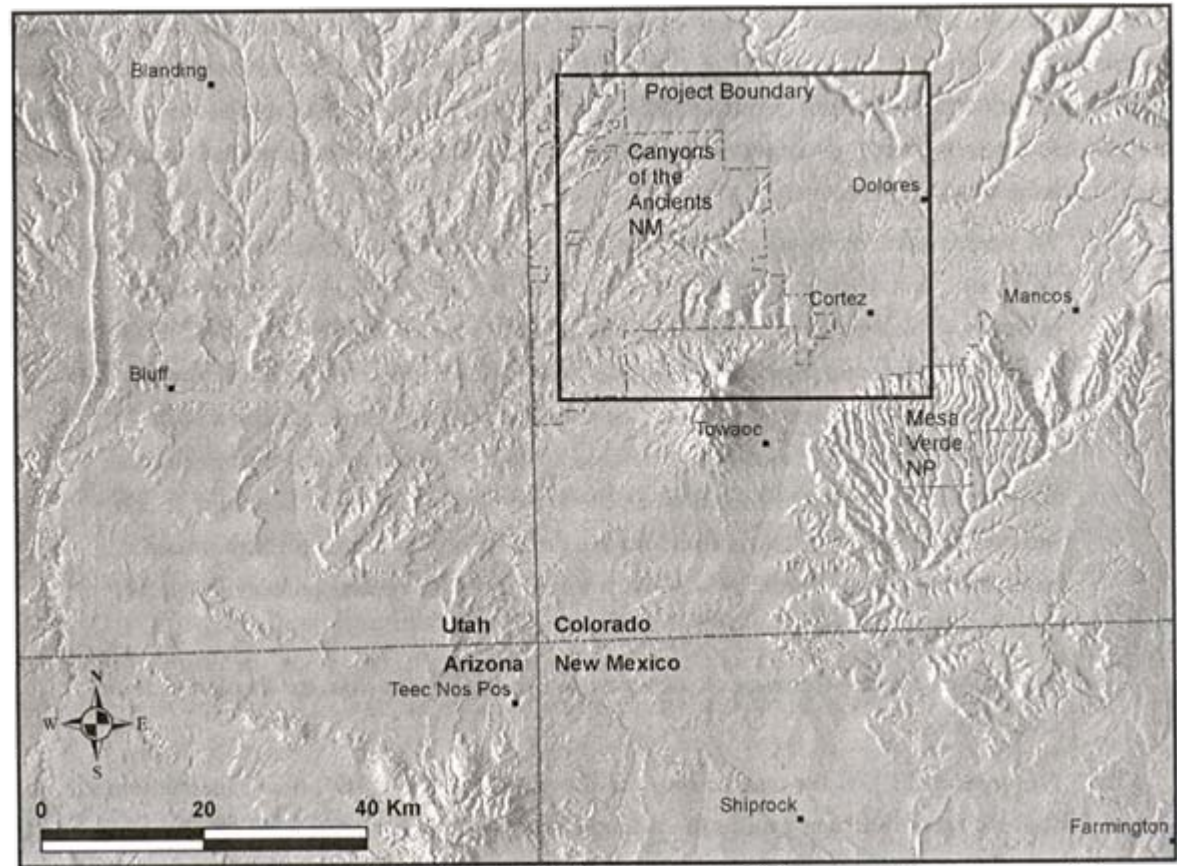 Blanding
Project Boundary
Canyons
of the
Ancients
NM
Dolores
Cortez
Mancos
Bluff
Towaoc
Mesa
Verde
NP
Utah
Colorado
Arizona
New Mexico
Teec Nos Pos
N
W
E
S
0
20
40 Km
Shiprock
Farmington